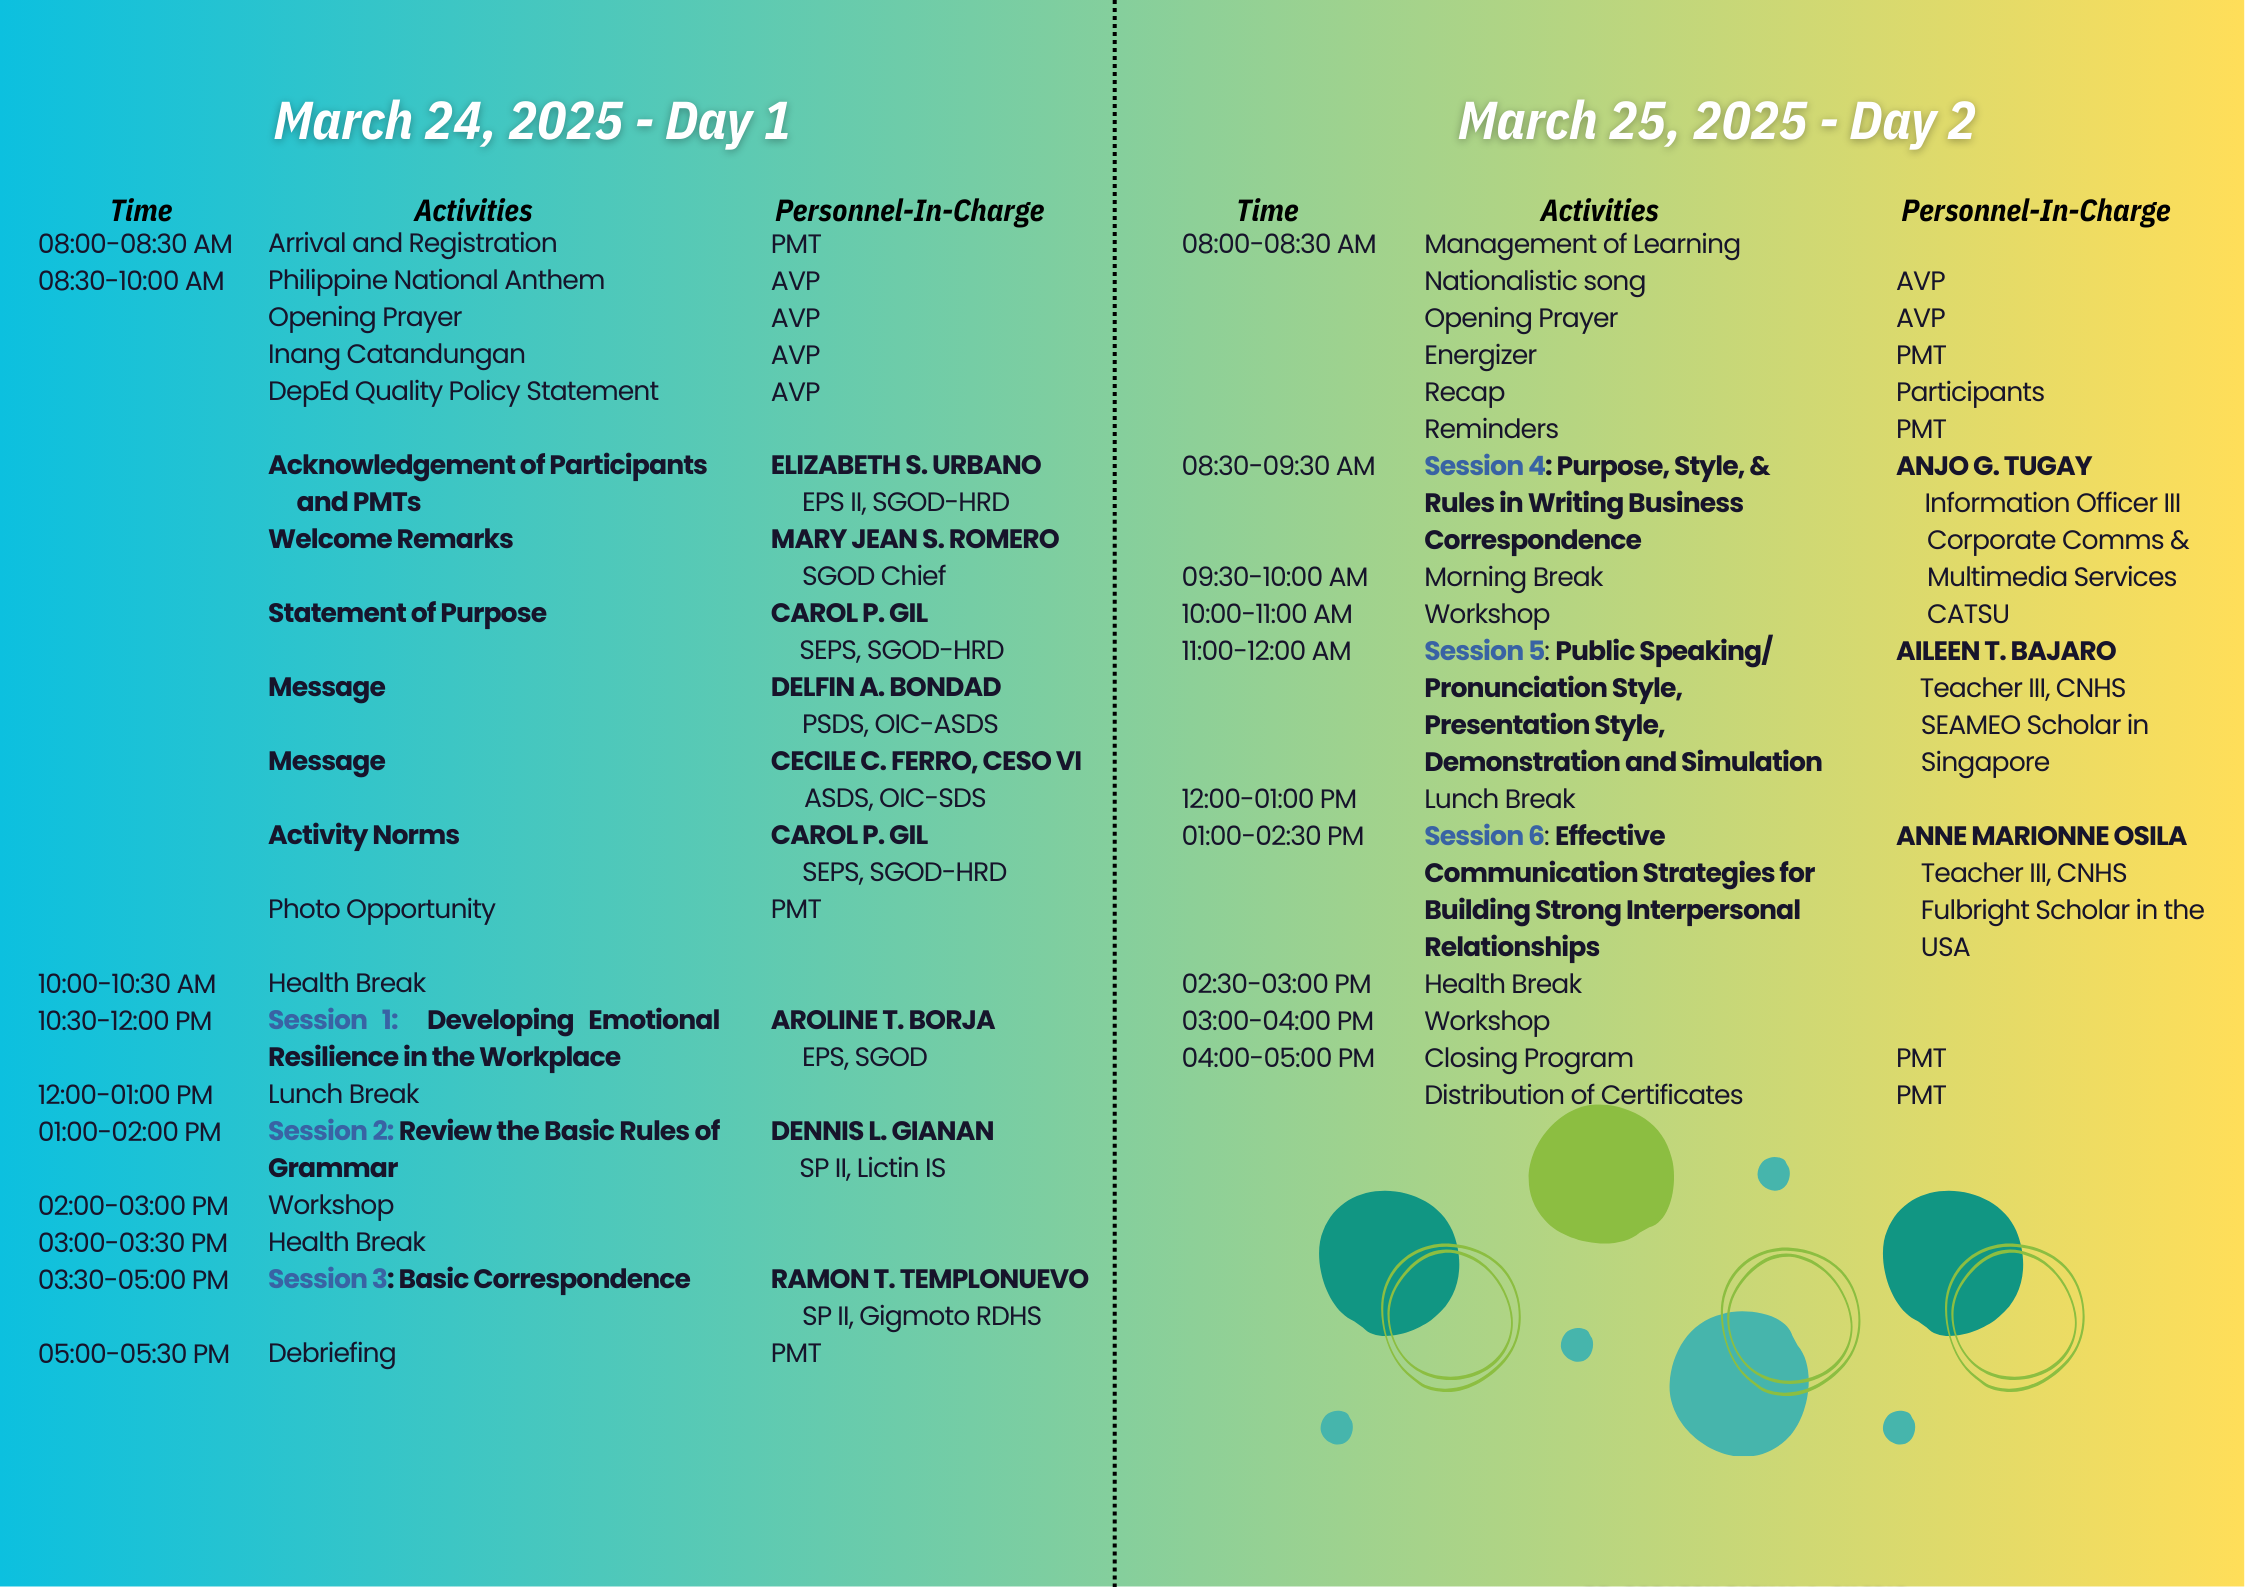 March 24, 2025 - Day 1
Time Activities Personnel-In-Charge
08:00-08:30 AM Arrival and Registration PMT
08:30-10:00 AM Philippine National Anthem AVP
Opening Prayer AVP
Inang Catandungan AVP
DepEd Quality Policy Statement AVP
Acknowledgement of Participants ELIZABETH S. URBANO
and PMTs EPS II, SGOD-HRD
Welcome Remarks MARY JEAN S. ROMERO
SGOD Chief
Statement of Purpose CAROL P. GIL
SEPS, SGOD-HRD
Message DELFIN A. BONDAD
PSDS, OIC-ASDS
Message CECILE C. FERRO, CESO VI
ASDS, OIC-SDS
Activity Norms CAROL P. GIL
SEPS, SGOD-HRD
Photo Opportunity PMT
10:00-10:30 AM Health Break
10:30-12:00 PM Session 1: Developing Emotional AROLINE T. BORJA
Resilience in the Workplace EPS, SGOD
12:00-01:00 PM Lunch Break
01:00-02:00 PM Session 2: Review the Basic Rules of DENNIS L. GIANAN
Grammar SP II, Lictin IS
02:00-03:00 PM Workshop
03:00-03:30 PM Health Break
03:30-05:00 PM Session 3: Basic Correspondence RAMON T. TEMPLONUEVO
SP II, Gigmoto RDHS
05:00-05:30 PM Debriefing PMT
March 25, 2025 - Day 2
Time Activities Personnel-In-Charge
08:00-08:30 AM Management of Learning
Nationalistic song AVP
Opening Prayer AVP
Energizer PMT
Recap Participants
Reminders PMT
08:30-09:30 AM Session 4: Purpose, Style, & ANJO G. TUGAY
Rules in Writing Business Information Officer III
Correspondence Corporate Comms &
09:30-10:00 AM Morning Break Multimedia Services
10:00-11:00 AM Workshop CATSU
11:00-12:00 AM Session 5: Public Speaking/ AILEEN T. BAJARO
Pronunciation Style, Teacher III, CNHS
Presentation Style, SEAMEO Scholar in
Demonstration and Simulation Singapore
12:00-01:00 PM Lunch Break
01:00-02:30 PM Session 6: Effective ANNE MARIONNE OSILA
Communication Strategies for Teacher III, CNHS
Building Strong Interpersonal Fulbright Scholar in the
Relationships USA
02:30-03:00 PM Health Break
03:00-04:00 PM Workshop
04:00-05:00 PM Closing Program PMT
Distribution of Certificates PMT